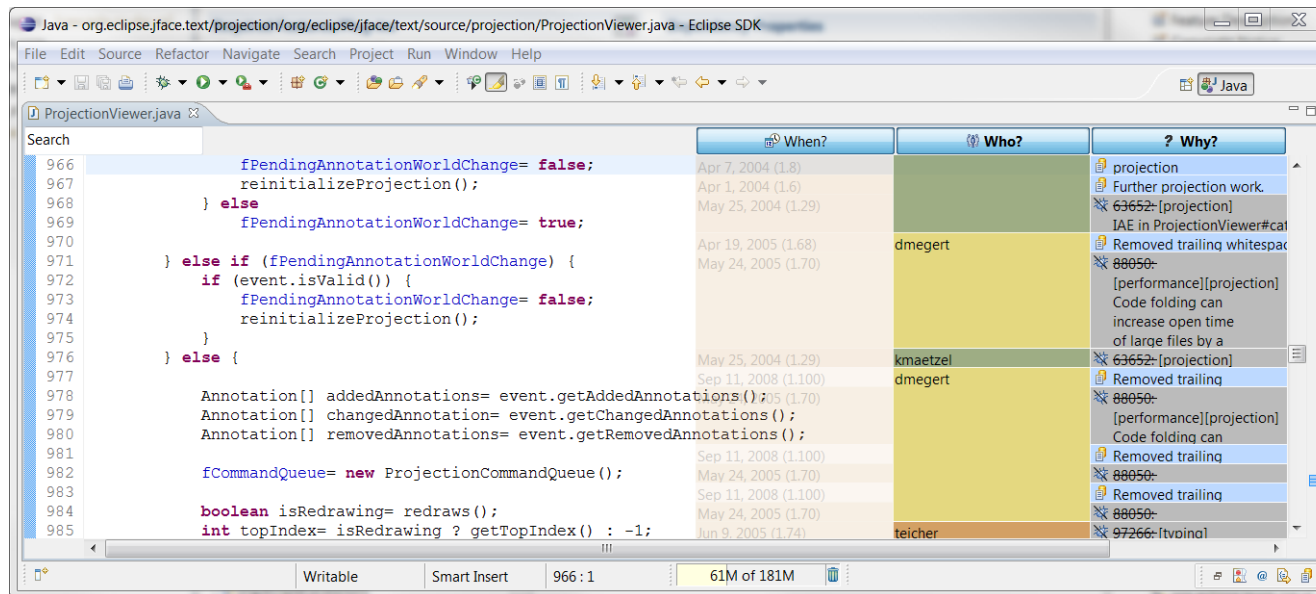 Java - org.eclipse.jface.text/projection/org/eclipse/jface/text/source/projection/ProjectionViewer.java - Eclipse SDK
File Edit Source Refactor Navigate Search Project Run Window Help
Java
ProjectionViewer.java
Search When? Who? ? Why?
966 fPendingAnnotationWorldChange= false; Apr 7, 2004 (1.8) projection
967 reinitializeProjection(); Apr 1, 2004 (1.6) Further projection work.
968 } else May 25, 2004 (1.29) 63652: [projection]
969 fPendingAnnotationWorldChange= true; IAE in ProjectionViewer#cat
970 Apr 19, 2005 (1.68) dmegert Removed trailing whitespac
971 } else if (fPendingAnnotationWorldChange) { May 24, 2005 (1.70) 88050:
972 if (event.isValid()) { [performance][projection]
973 fPendingAnnotationWorldChange= false; Code folding can
974 reinitializeProjection(); increase open time
975 } of large files by a
976 } else { May 25, 2004 (1.29) kmaetzel 63652: [projection]
977 Sep 11, 2008 (1.100) dmegert Removed trailing
978 Annotation[] addedAnnotations= event.getAddedAnnotations(); 2005 (1.70) 88050:
979 Annotation[] changedAnnotation= event.getChangedAnnotations(); [performance][projection]
980 Annotation[] removedAnnotations= event.getRemovedAnnotations(); Code folding can
981 Sep 11, 2008 (1.100) Removed trailing
982 fCommandQueue= new ProjectionCommandQueue(); May 24, 2005 (1.70) 88050:
983 Sep 11, 2008 (1.100) Removed trailing
984 boolean isRedrawing= redraws(); May 24, 2005 (1.70) 88050:
985 int topIndex= isRedrawing ? getTopIndex() : -1; Jun 9, 2005 (1.74) teicher 97266: [typing]
Writable Smart Insert 966 : 1 61M of 181M